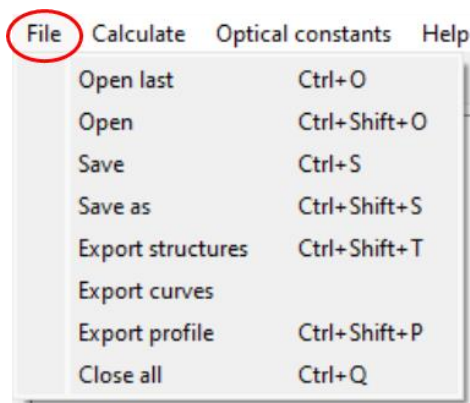 File Calculate Optical constants Help
Open last Ctrl+O
Open Ctrl+Shift+O
Save Ctrl+S
Save as Ctrl+Shift+S
Export structures Ctrl+Shift+T
Export curves
Export profile Ctrl+Shift+P
Close all Ctrl+Q